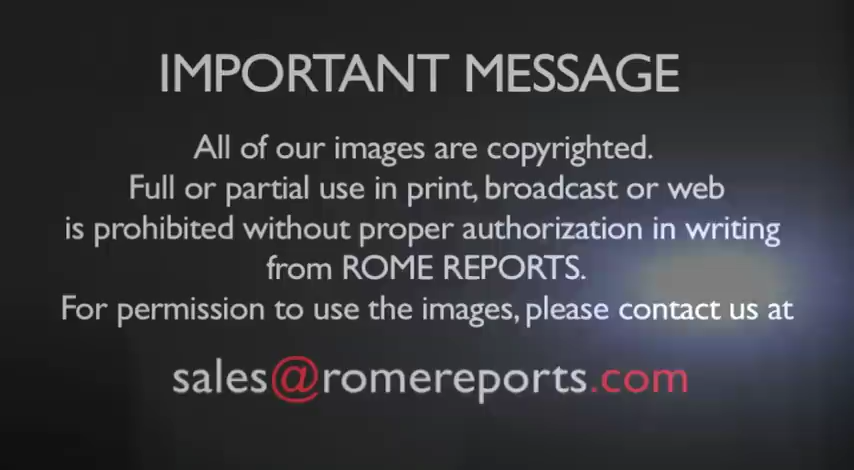 IMPORTANT MESSAGE
All of our images are copyrighted.
Full or partial use in print, broadcast or web
is prohibited without proper authorization in writing
from ROME REPORTS.
For permission to use the images, please contact us at
sales@romereports.com